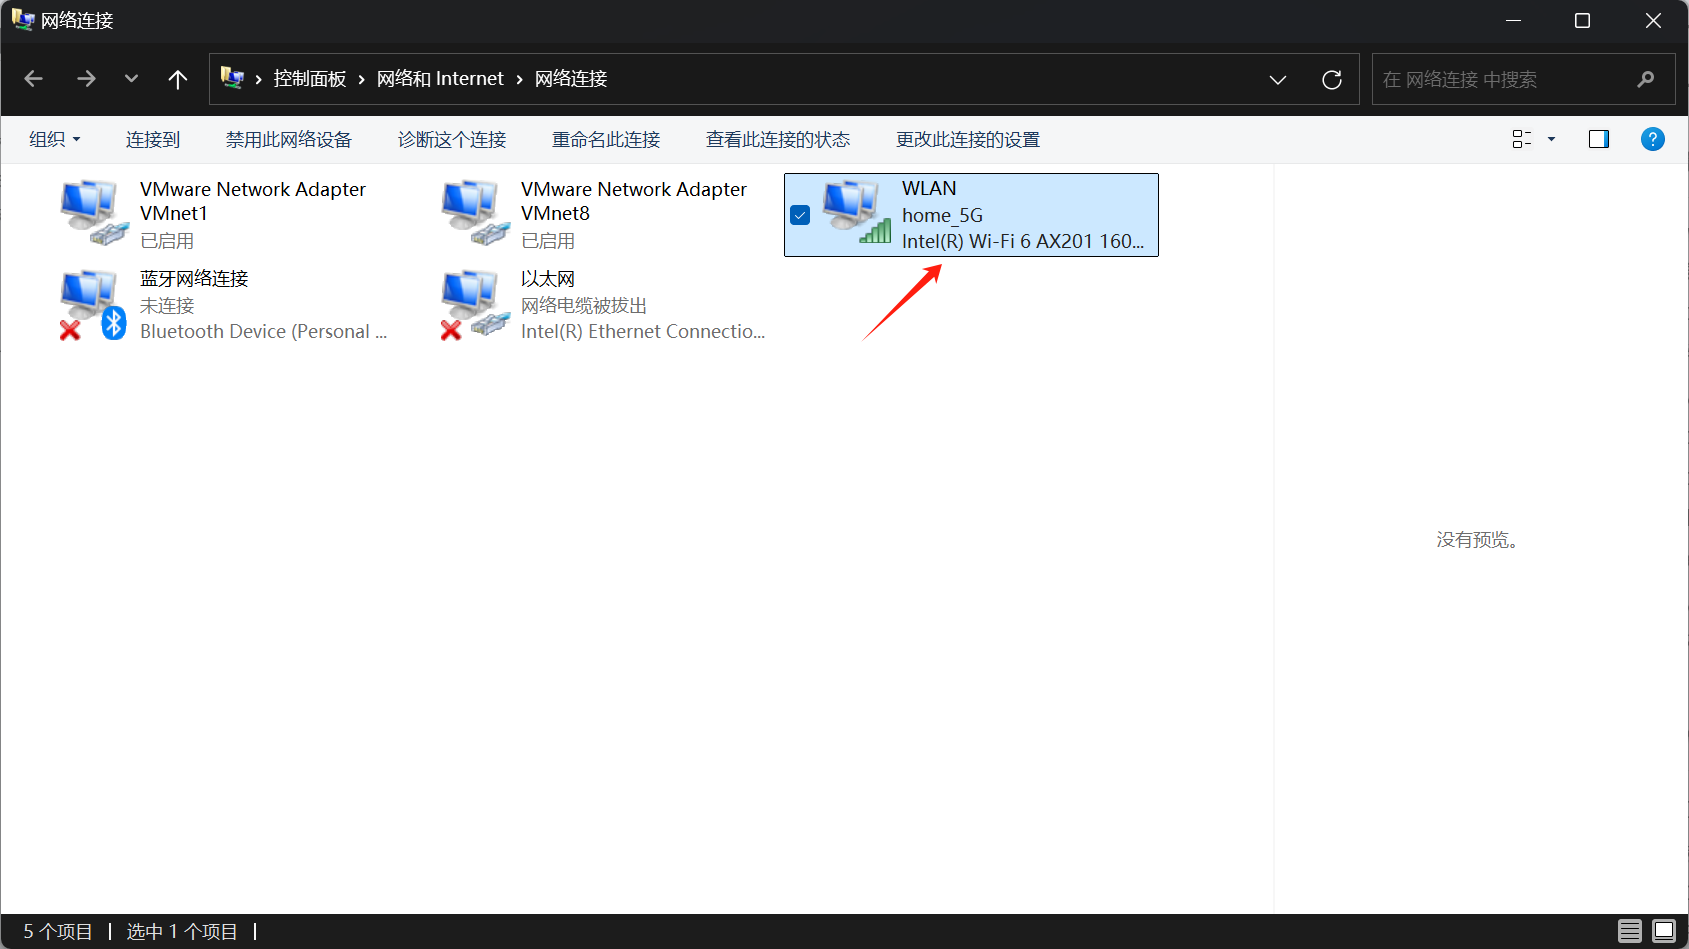 网络连接
控制面板 › 网络和 Internet › 网络连接
在 网络连接 中搜索
组织 连接到 禁用此网络设备 诊断这个连接 重命名此连接 查看此连接的状态 更改此连接的设置
VMware Network Adapter
VMnet1
已启用
VMware Network Adapter
VMnet8
已启用
WLAN
home_5G
Intel(R) Wi-Fi 6 AX201 160...
蓝牙网络连接
未连接
Bluetooth Device (Personal ...
以太网
网络电缆被拔出
Intel(R) Ethernet Connectio...
没有预览。
5 个项目 | 选中 1 个项目 |